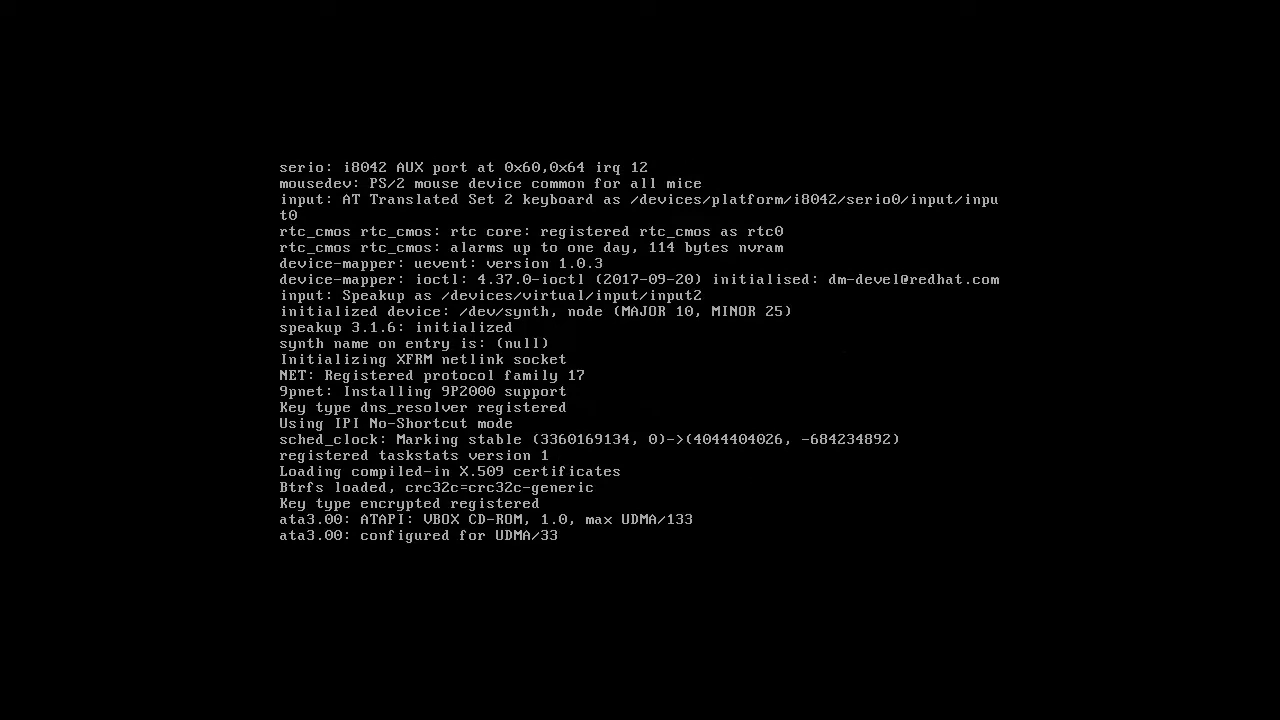 serio: i8042 AUX port at 0x60,0x64 irq 12
mousedev: PS/2 mouse device common for all mice
input: AT Translated Set 2 keyboard as /devices/platform/i8042/serio0/input/inpu
t0
rtc_cmos rtc_cmos: rtc core: registered rtc_cmos as rtc0
rtc_cmos rtc_cmos: alarms up to one day, 114 bytes nvram
device-mapper: uevent: version 1.0.3
device-mapper: ioctl: 4.37.0-ioctl (2017-09-20) initialised: dm-devel@redhat.com
input: Speakup as /devices/virtual/input/input2
initialized device: /dev/synth, node (MAJOR 10, MINOR 25)
speakup 3.1.6: initialized
synth name on entry is: (null)
Initializing XFRM netlink socket
NET: Registered protocol family 17
9pnet: Installing 9P2000 support
Key type dns_resolver registered
Using IPI No-Shortcut mode
sched_clock: Marking stable (3360169134, 0)->(4044404026, -684234892)
registered taskstats version 1
Loading compiled-in X.509 certificates
Btrfs loaded, crc32c=crc32c-generic
Key type encrypted registered
ata3.00: ATAPI: VBOX CD-ROM, 1.0, max UDMA/133
ata3.00: configured for UDMA/33